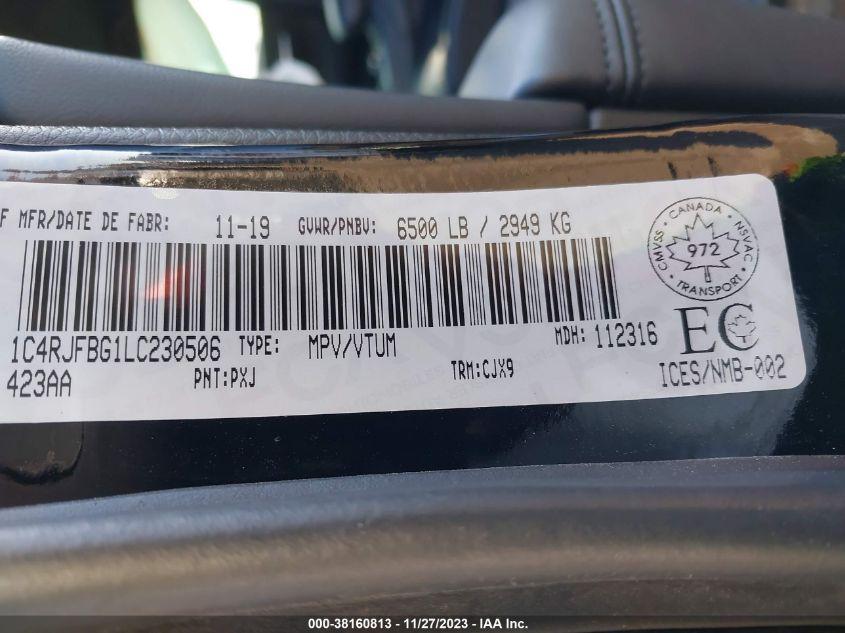 F MFR/DATE DE FABR: 11-19 GVWR/PNBV: 6500 LB / 2949 KG
CANADA
CMVSS 972 NSVAC
TRANSPORT
1C4RJFBG1LC230506 TYPE: MPV/VTUM MDH: 112316 EC
423AA PNT:PXJ TRM:CJX9 ICES/NMB-002
000-38160813 - 11/27/2023 - IAA Inc.